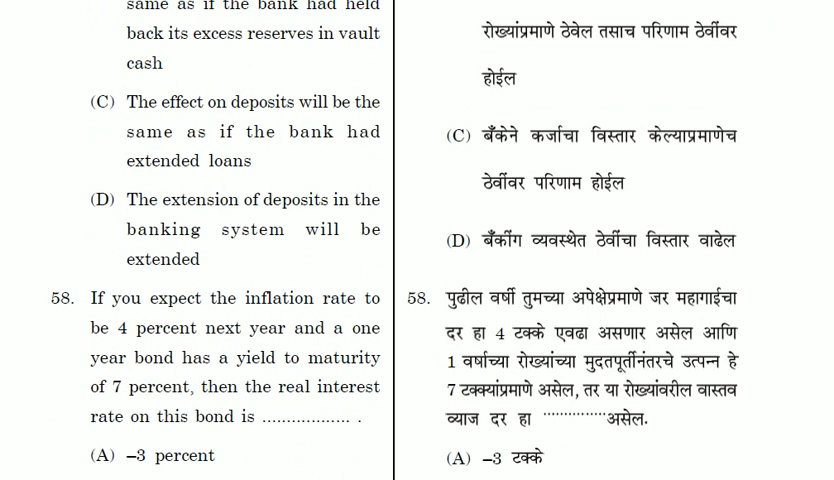 same as if the bank had held
back its excess reserves in vault
cash
(C) The effect on deposits will be the
same as if the bank had
extended loans
(D) The extension of deposits in the
banking system will be
extended
58. If you expect the inflation rate to
be 4 percent next year and a one
year bond has a yield to maturity
of 7 percent, then the real interest
rate on this bond is .................. .
(A) –3 percent
रोख्यांप्रमाणे ठेवेल तसाच परिणाम ठेवींवर
होईल
(C) बँकेने कर्जाचा विस्तार केल्याप्रमाणेच
ठेवींवर परिणाम होईल
(D) बँकींग व्यवस्थेत ठेवींचा विस्तार वाढेल
58. पुढील वर्षी तुमच्या अपेक्षेप्रमाणे जर महागाईचा
दर हा 4 टक्के एवढा असणार असेल आणि
1 वर्षाच्या रोख्यांच्या मुदतपूर्तीनंतरचे उत्पन्न हे
7 टक्क्यांप्रमाणे असेल, तर या रोख्यांवरील वास्तव
व्याज दर हा ...............असेल.
(A) –3 टक्के